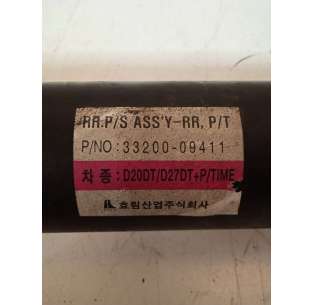 RR.P/S ASS'Y-RR, P/T
P/NO : 33200-09411
차 종 : D20DT/D27DT+P/TIME
효림산업주식회사